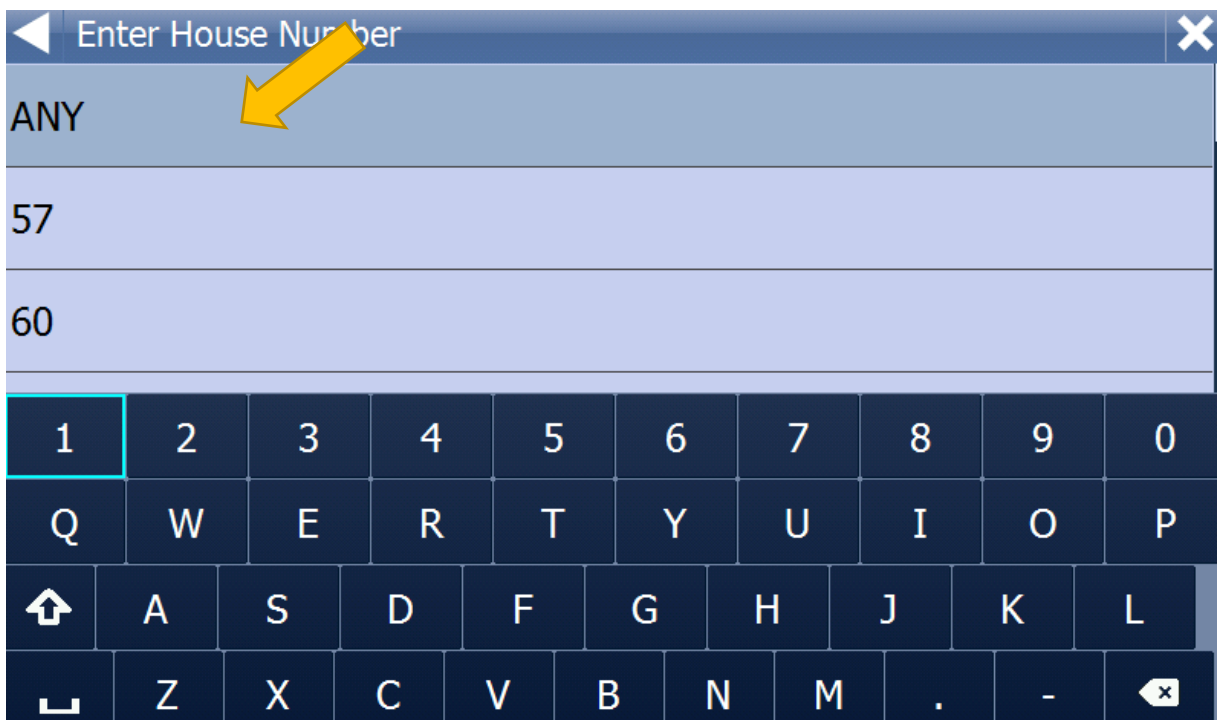 Enter House Number
ANY
57
60
1 2 3 4 5 6 7 8 9 0
Q W E R T Y U I O P
A S D F G H J K L
Z X C V B N M . -